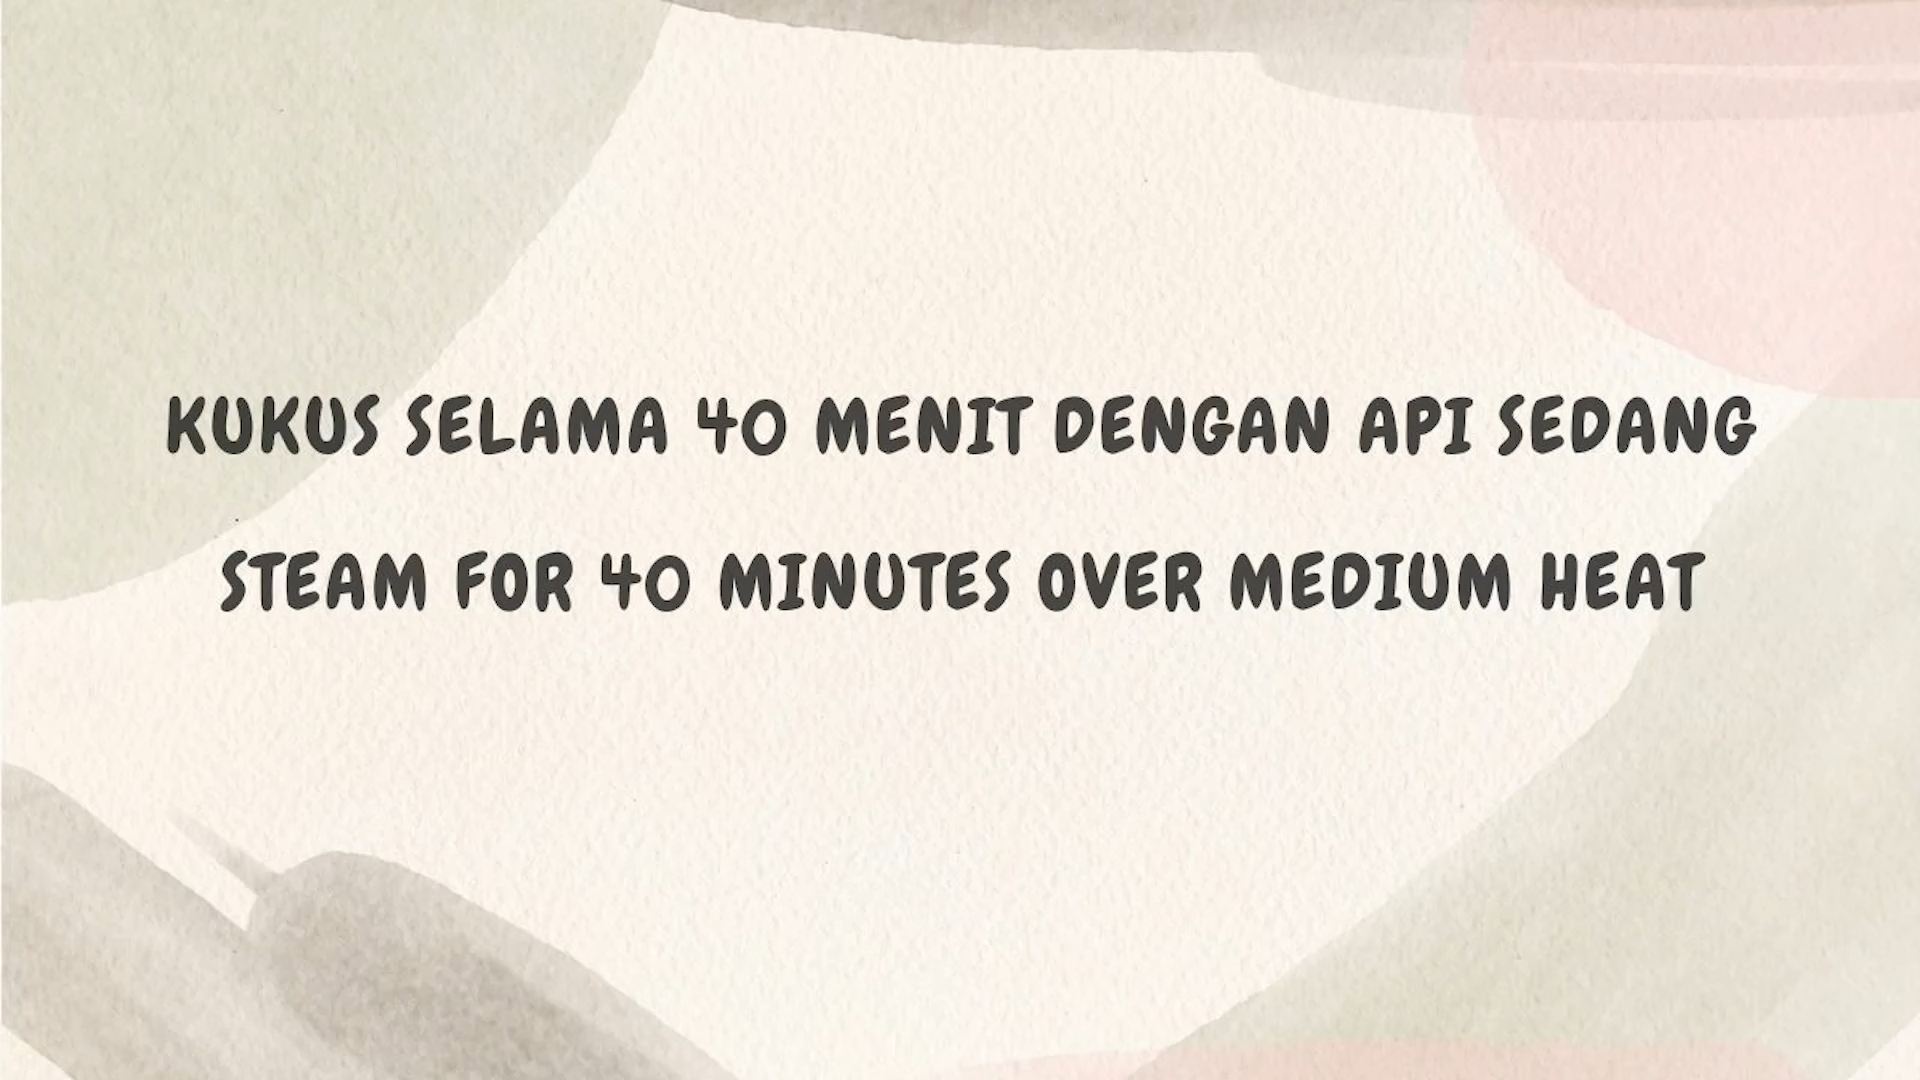 KUKUS SELAMA 40 MENIT DENGAN API SEDANG
STEAM FOR 40 MINUTES OVER MEDIUM HEAT